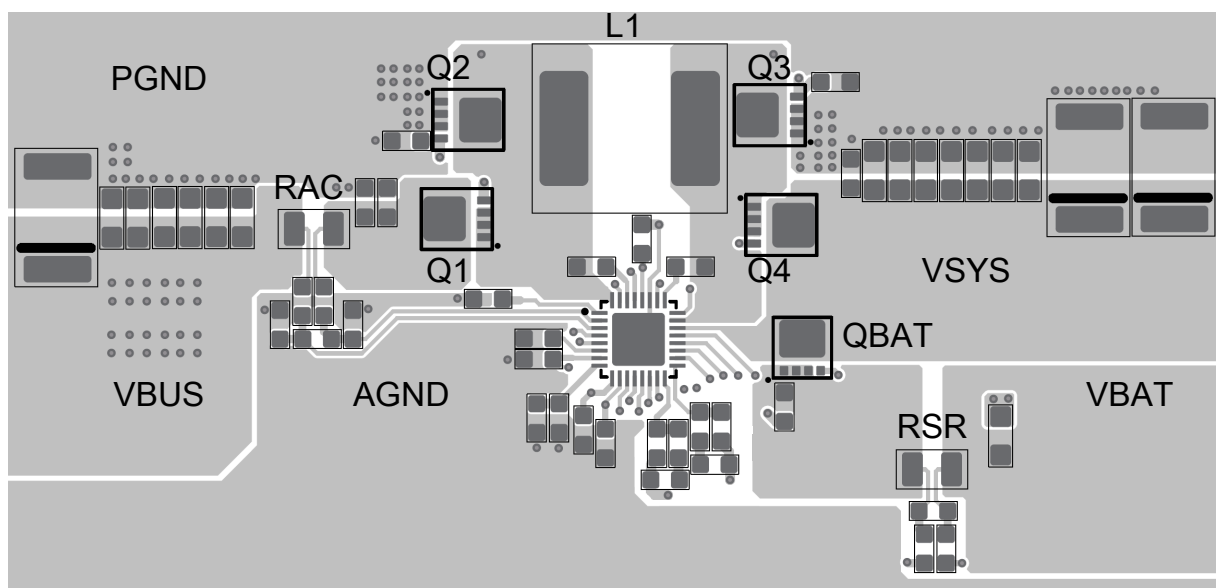 L1
Q2
Q3
PGND
RAC
Q1
Q4
VSYS
QBAT
VBUS
AGND
VBAT
RSR